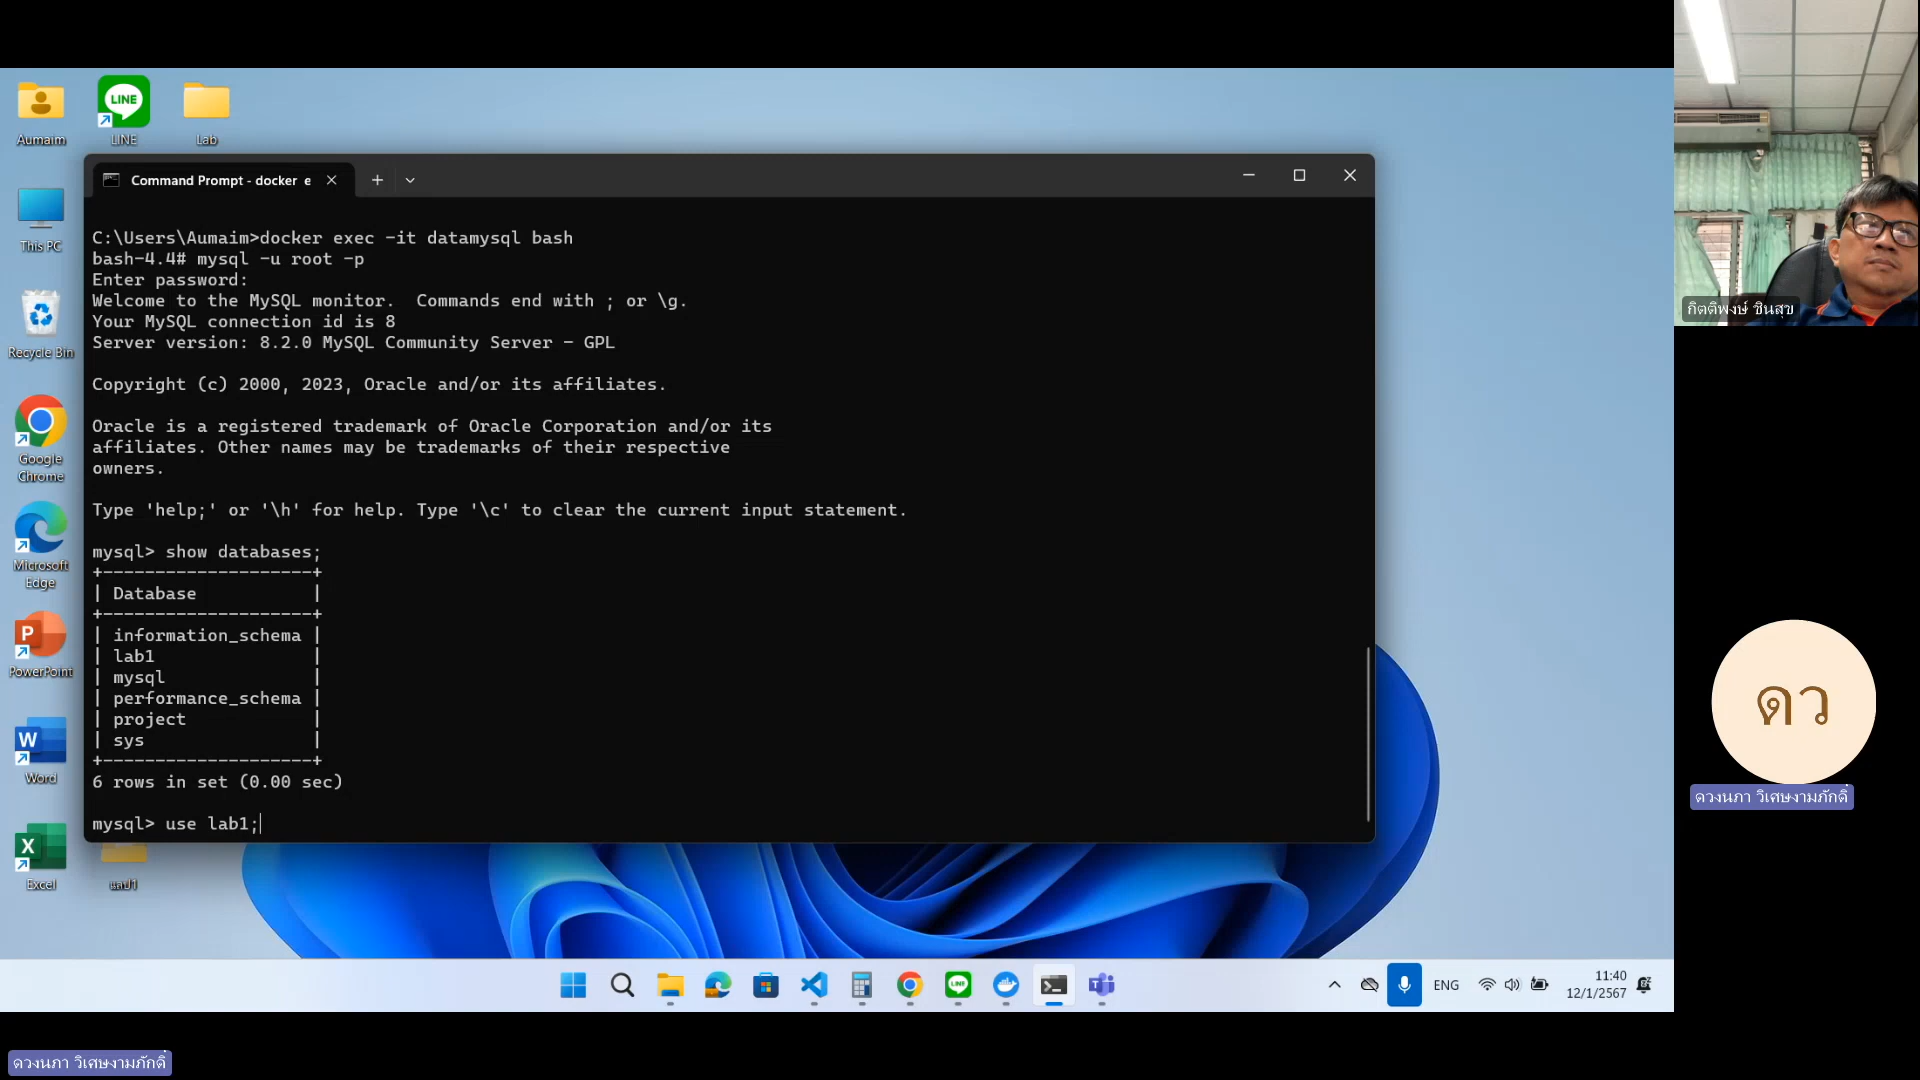 Aumaim
LINE
LINE
Lab
This PC
Recycle Bin
Google
Chrome
Microsoft
Edge
PowerPoint
Word
Excel
แลป1
Command Prompt - docker e
C:\Users\Aumaim>docker exec -it datamysql bash
bash-4.4# mysql -u root -p
Enter password:
Welcome to the MySQL monitor.  Commands end with ; or \g.
Your MySQL connection id is 8
Server version: 8.2.0 MySQL Community Server - GPL
Copyright (c) 2000, 2023, Oracle and/or its affiliates.
Oracle is a registered trademark of Oracle Corporation and/or its
affiliates. Other names may be trademarks of their respective
owners.
Type 'help;' or '\h' for help. Type '\c' to clear the current input statement.
mysql> show databases;
+--------------------+
| Database           |
+--------------------+
| information_schema |
| lab1               |
| mysql              |
| performance_schema |
| project            |
| sys                |
+--------------------+
6 rows in set (0.00 sec)
mysql> use lab1;
ENG
11:40
12/1/2567
กิตติพงษ์ ชินสุข
ดว
ดวงนภา วิเศษงามภักดิ์
ดวงนภา วิเศษงามภักดิ์